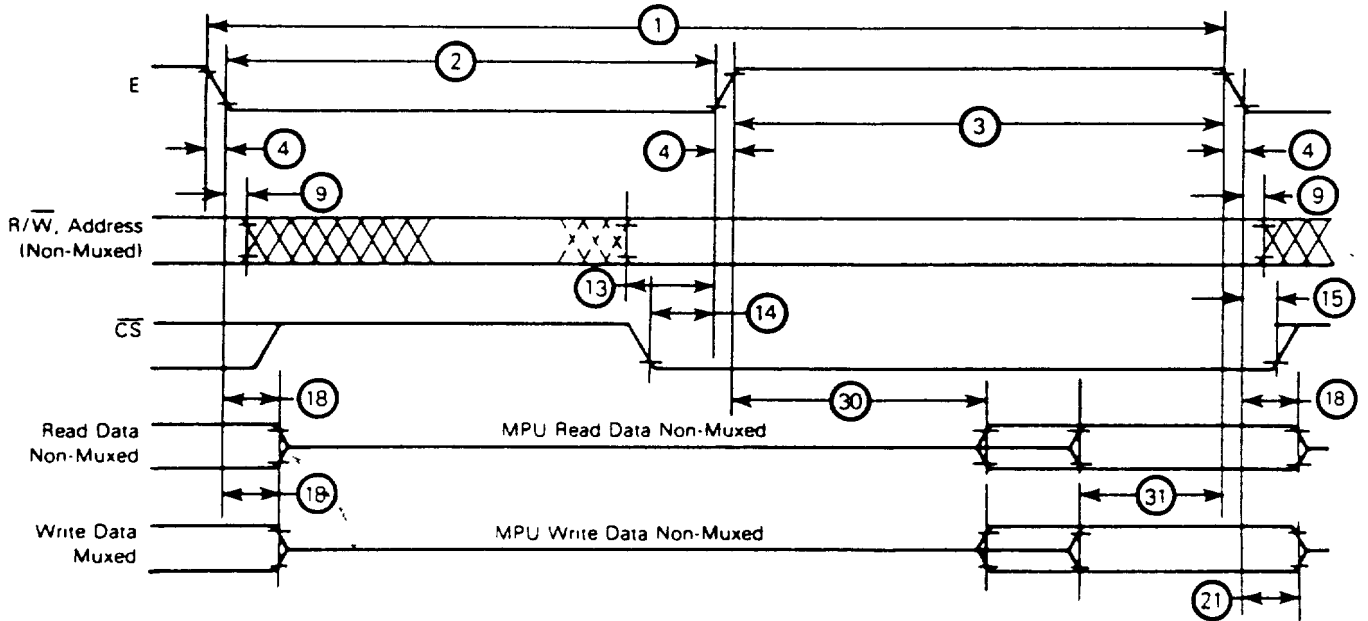 1
2
E
3
4
4
4
9
9
R/W̅, Address
(Non-Muxed)
13
14
15
C̅S̅
18
30
18
Read Data
Non-Muxed
MPU Read Data Non-Muxed
18
31
Write Data
Muxed
MPU Write Data Non-Muxed
21